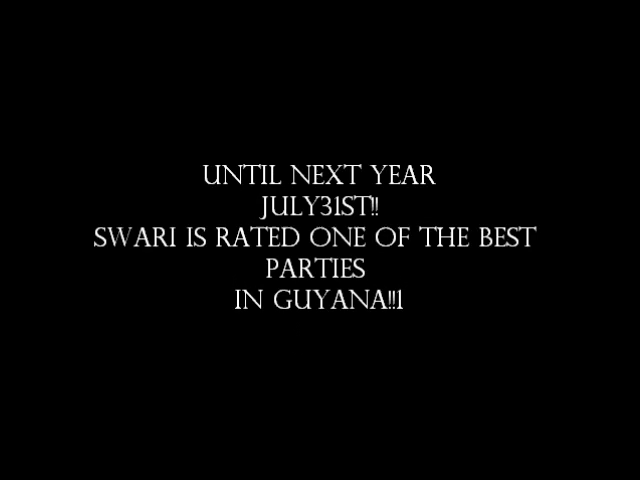 UNTIL NEXT YEAR
JULY31ST!!
SWARI IS RATED ONE OF THE BEST
PARTIES
IN GUYANA!!1